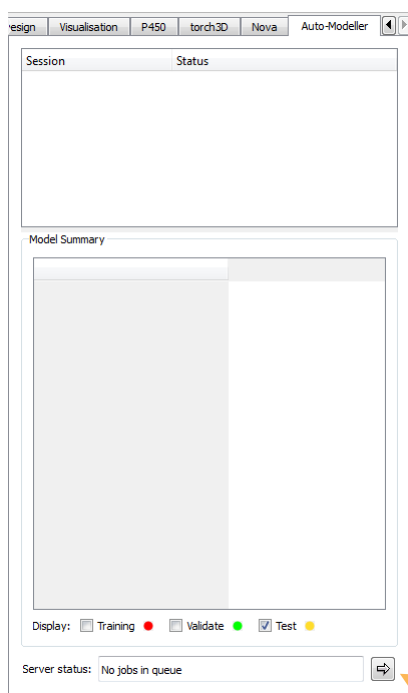 esign Visualisation P450 torch3D Nova Auto-Modeller
Session Status
Model Summary
Display: Training Validate Test
Server status: No jobs in queue